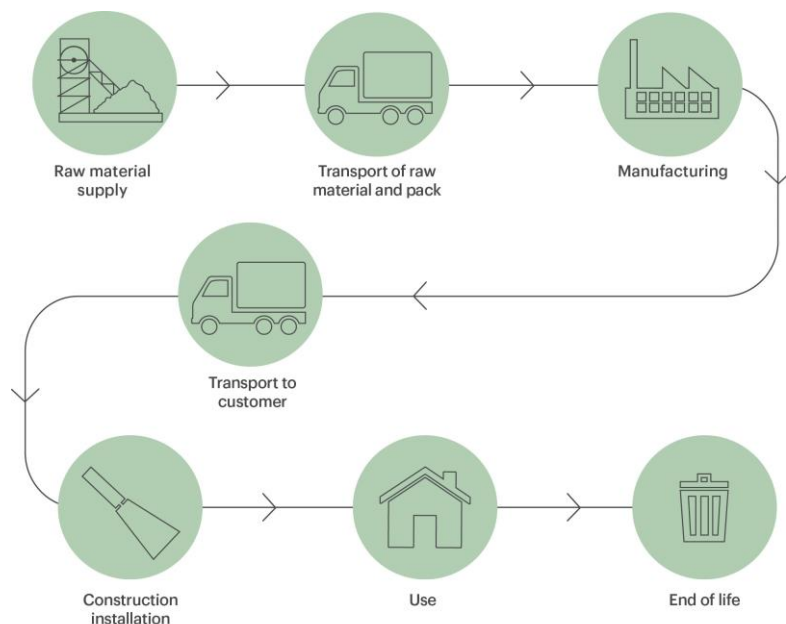 Raw material
supply
Transport of raw
material and pack
Manufacturing
Transport to
customer
Construction
installation
Use
End of life